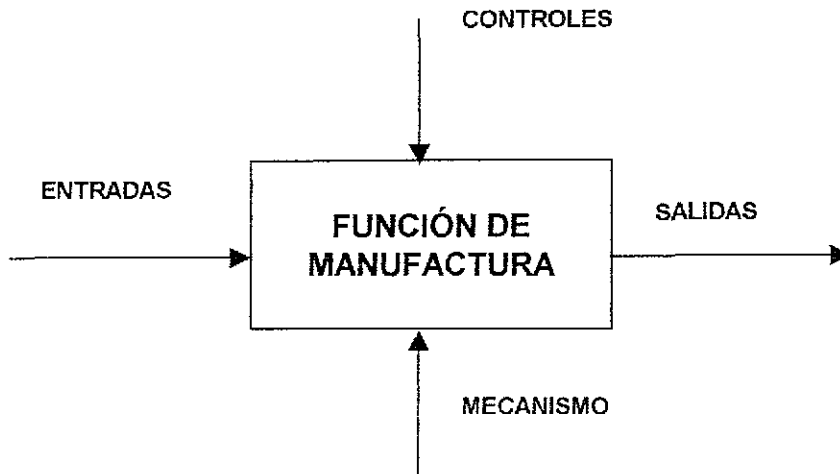 CONTROLES
ENTRADAS
FUNCIÓN DE
MANUFACTURA
SALIDAS
MECANISMO